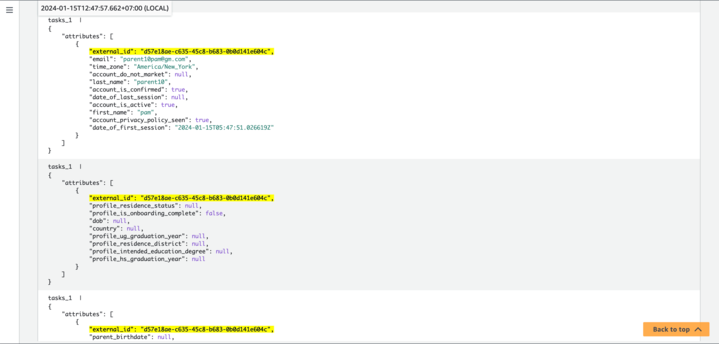 2024-01-15T12:47:57.662+07:00 (LOCAL)
tasks_1 |
{
"attributes": [
{
"external_id": "d57e18ae-c635-45c8-b683-0b0d141e604c",
"email": "parent10pam@gm.com",
"time_zone": "America/New_York",
"account_do_not_market": null,
"last_name": "parent10",
"account_is_confirmed": true,
"date_of_last_session": null,
"account_is_active": true,
"first_name": "pam",
"account_privacy_policy_seen": true,
"date_of_first_session": "2024-01-15T05:47:51.026619Z"
}
]
}
tasks_1 |
{
"attributes": [
{
"external_id": "d57e18ae-c635-45c8-b683-0b0d141e604c",
"profile_residence_status": null,
"profile_is_onboarding_complete": false,
"dob": null,
"country": null,
"profile_ug_graduation_year": null,
"profile_residence_district": null,
"profile_intended_education_degree": null,
"profile_hs_graduation_year": null
}
]
}
tasks_1 |
{
"attributes": [
{
"external_id": "d57e18ae-c635-45c8-b683-0b0d141e604c",
"parent_birthdate": null,
Back to top